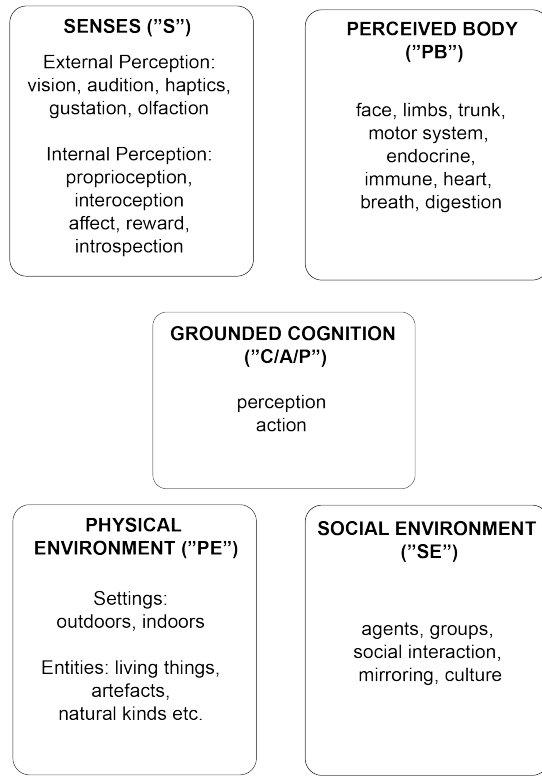 SENSES (”S”)
External Perception:
vision, audition, haptics,
gustation, olfaction
Internal Perception:
proprioception,
interoception
affect, reward,
introspection
PERCEIVED BODY
(”PB”)
face, limbs, trunk,
motor system,
endocrine,
immune, heart,
breath, digestion
GROUNDED COGNITION
(”C/A/P”)
perception
action
PHYSICAL
ENVIRONMENT (”PE”)
Settings:
outdoors, indoors
Entities: living things,
artefacts,
natural kinds etc.
SOCIAL ENVIRONMENT
(”SE”)
agents, groups,
social interaction,
mirroring, culture